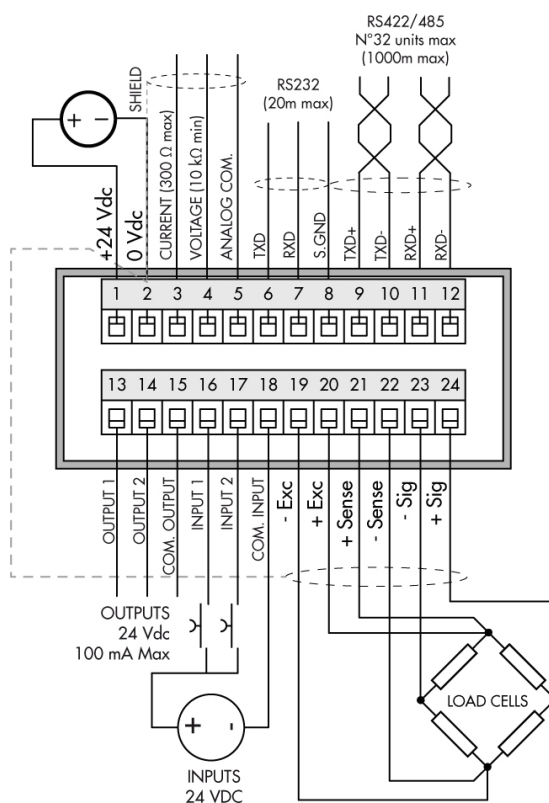 RS422/485
N°32 units max
(1000m max)
RS232
(20m max)
SHIELD
+ -
+24 Vdc
0 Vdc
CURRENT (300 Ω max)
VOLTAGE (10 kΩ min)
ANALOG COM.
TXD
RXD
S.GND
TXD+
TXD-
RXD+
RXD-
1 2 3 4 5 6 7 8 9 10 11 12
13 14 15 16 17 18 19 20 21 22 23 24
OUTPUT 1
OUTPUT 2
COM. OUTPUT
INPUT 1
INPUT 2
COM. INPUT
- Exc
+ Exc
+ Sense
- Sense
- Sig
+ Sig
OUTPUTS
24 Vdc
100 mA Max
LOAD CELLS
+ -
INPUTS
24 VDC